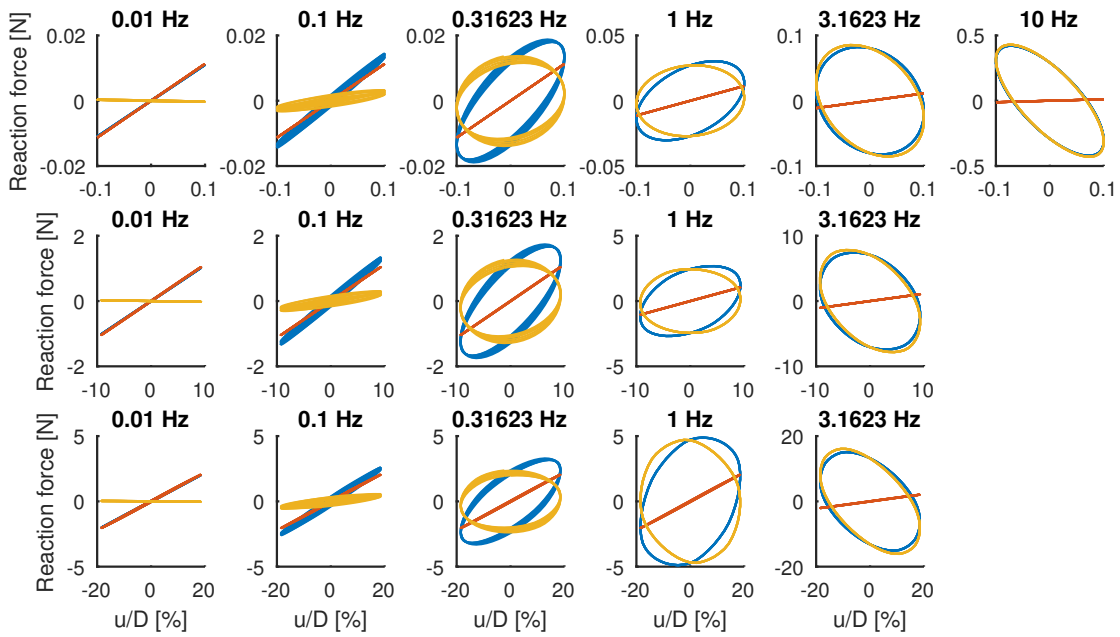 0.01 Hz 0.1 Hz 0.31623 Hz 1 Hz 3.1623 Hz 10 Hz
Reaction force [N]
0.02 0.02 0.02 0.05 0.1 0.5
0 0 0 0 0 0
-0.02 -0.02 -0.02 -0.05 -0.1 -0.5
-0.1 0 0.1 -0.1 0 0.1 -0.1 0 0.1 -0.1 0 0.1 -0.1 0 0.1 -0.1 0 0.1
0.01 Hz 0.1 Hz 0.31623 Hz 1 Hz 3.1623 Hz
Reaction force [N]
2 2 2 5 10
0 0 0 0 0
-2 -2 -2 -5 -10
-10 0 10 -10 0 10 -10 0 10 -10 0 10 -10 0 10
0.01 Hz 0.1 Hz 0.31623 Hz 1 Hz 3.1623 Hz
Reaction force [N]
5 5 5 5 20
0 0 0 0 0
-5 -5 -5 -5 -20
-20 0 20 -20 0 20 -20 0 20 -20 0 20 -20 0 20
u/D [%] u/D [%] u/D [%] u/D [%] u/D [%]